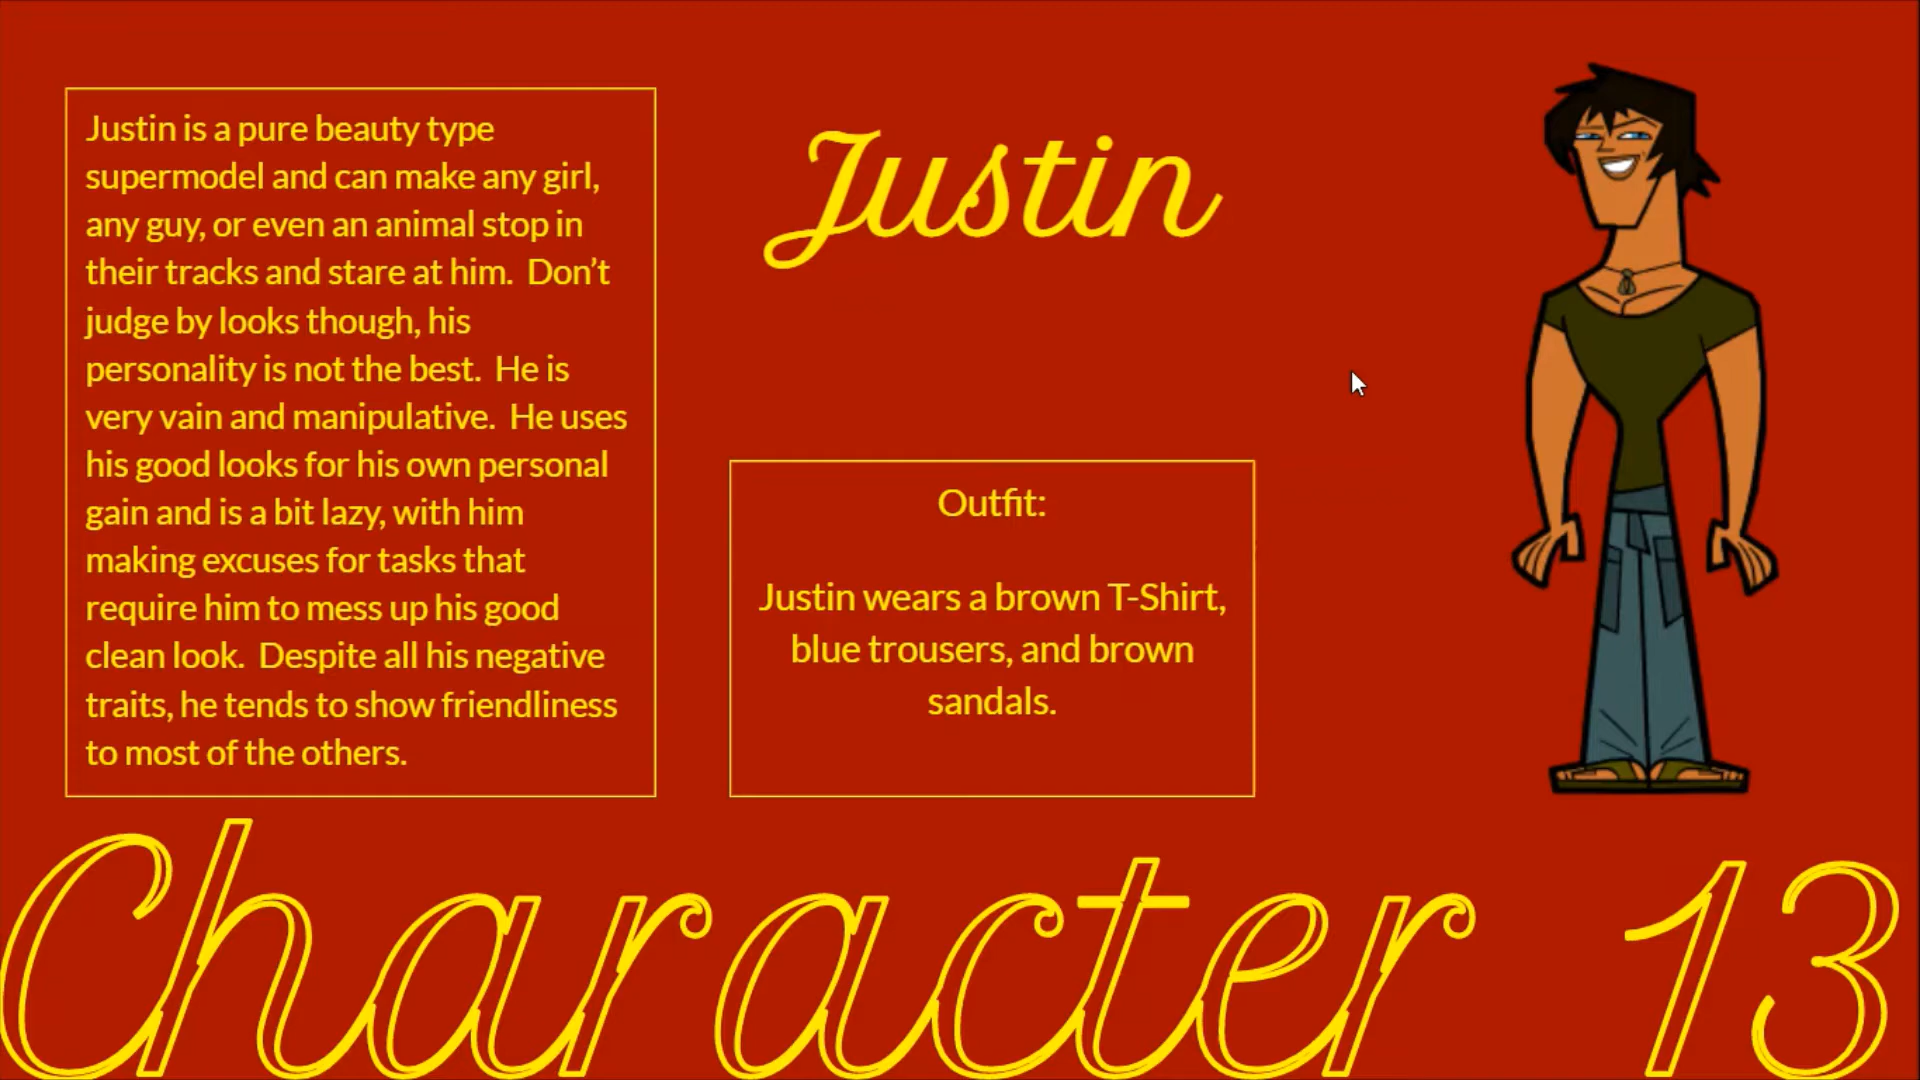 Justin is a pure beauty type
supermodel and can make any girl,
any guy, or even an animal stop in
their tracks and stare at him.  Don’t
judge by looks though, his
personality is not the best.  He is
very vain and manipulative.  He uses
his good looks for his own personal
gain and is a bit lazy, with him
making excuses for tasks that
require him to mess up his good
clean look.  Despite all his negative
traits, he tends to show friendliness
to most of the others.
Justin
Outfit:
Justin wears a brown T-Shirt,
blue trousers, and brown
sandals.
Character 13